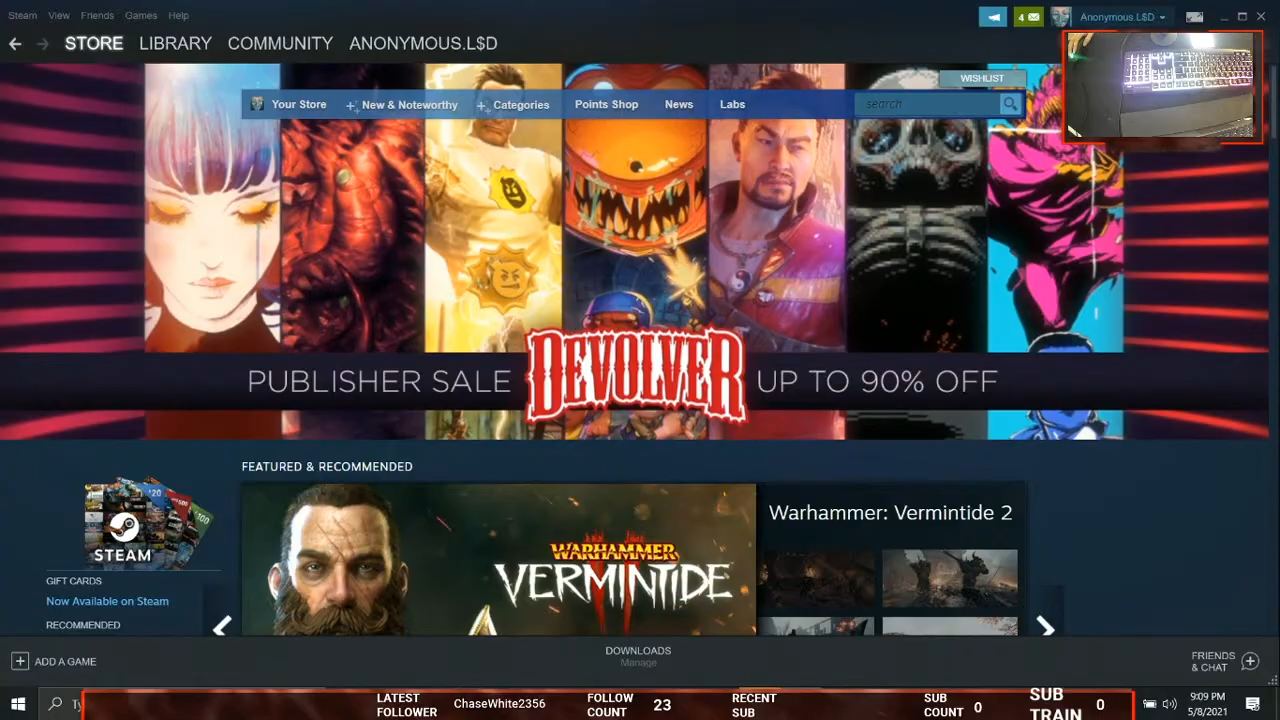 Steam View Friends Games Help
4
Anonymous.L$D
STORE LIBRARY COMMUNITY ANONYMOUS.L$D
WISHLIST
Your Store New & Noteworthy Categories Points Shop News Labs search
PUBLISHER SALE DEVOLVER UP TO 90% OFF
FEATURED & RECOMMENDED
STEAM
GIFT CARDS
Now Available on Steam
RECOMMENDED
WARHAMMER
VERMINTIDE
II
Warhammer: Vermintide 2
ADD A GAME
DOWNLOADS
Manage
FRIENDS
& CHAT
Ty
LATEST
FOLLOWER
ChaseWhite2356
FOLLOW
COUNT
23
RECENT
SUB
SUB
COUNT
0
SUB
TRAIN
0
9:09 PM
5/8/2021